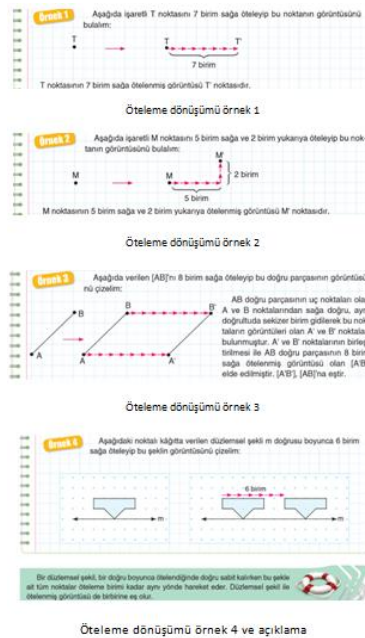 Örnek 1
Aşağıda işaretli T noktasını 7 birim sağa öteleyip bu noktanın görüntüsünü
bulalım:
T
T
T'
7 birim
T noktasının 7 birim sağa ötelenmiş görüntüsü T' noktasıdır.
Öteleme dönüşümü örnek 1
Örnek 2
Aşağıda işaretli M noktasını 5 birim sağa ve 2 birim yukarıya öteleyip bu nok-
tanın görüntüsünü bulalım:
M
M
M'
2 birim
5 birim
M noktasının 5 birim sağa ve 2 birim yukarıya ötelenmiş görüntüsü M' noktasıdır.
Öteleme dönüşümü örnek 2
Örnek 3
Aşağıda verilen [AB]'nı 8 birim sağa öteleyip bu doğru parçasının görüntüsü
nü çizelim:
B
A
B
B'
A
A'
AB doğru parçasının uç noktaları ola
A ve B noktalarından sağa doğru, ayn
doğrultuda sekizer birim gidilerek bu nok
taların görüntüleri olan A' ve B' noktala
bulunmuştur. A' ve B' noktalarının birleş
tirilmesi ile AB doğru parçasının 8 birim
sağa ötelenmiş görüntüsü olan [A'B
elde edilmiştir. [A'B'], [AB]'na eştir.
Öteleme dönüşümü örnek 3
Örnek 4
Aşağıdaki noktalı kâğıtta verilen düzlemsel şekli m doğrusu boyunca 6 birim
sağa öteleyip bu şeklin görüntüsünü çizelim:
m
6 birim
m
Bir düzlemsel şekil, bir doğru boyunca ötelendiğinde doğru sabit kalırken bu şekle
ait tüm noktalar öteleme birimi kadar aynı yönde hareket eder. Düzlemsel şekil ile
ötelenmiş görüntüsü de birbirine eş olur.
Öteleme dönüşümü örnek 4 ve açıklama